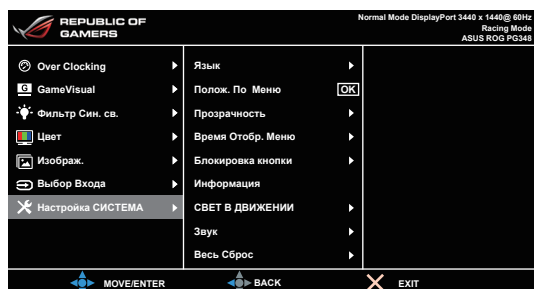 REPUBLIC OF
GAMERS
Normal Mode DisplayPort 3440 x 1440@ 60Hz
Racing Mode
ASUS ROG PG348
Over Clocking
G GameVisual
Фильтр Син. св.
Цвет
Изображ.
Выбор Входа
Настройка СИСТЕМА
Язык
Полож. По Меню OK
Прозрачность
Время Отобр. Меню
Блокировка кнопки
Информация
СВЕТ В ДВИЖЕНИИ
Звук
Весь Сброс
MOVE/ENTER
BACK
EXIT